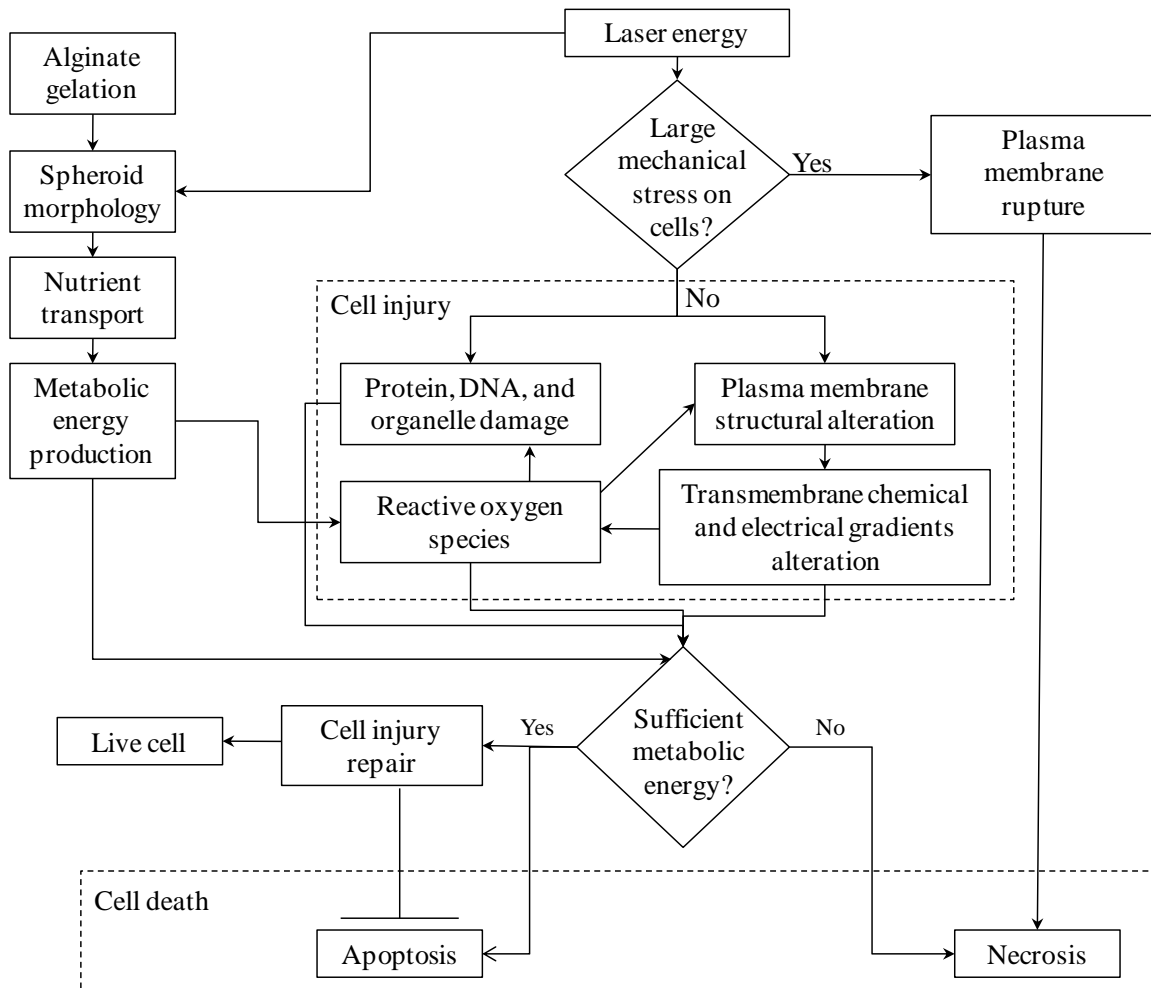 Laser energy
Alginate
gelation
Large
mechanical
stress on
cells?
Yes
Plasma
membrane
rupture
Spheroid
morphology
Nutrient
transport
Cell injury
No
Metabolic
energy
production
Protein, DNA, and
organelle damage
Plasma membrane
structural alteration
Reactive oxygen
species
Transmembrane chemical
and electrical gradients
alteration
Sufficient
metabolic
energy?
Yes
No
Cell injury
repair
Live cell
Cell death
Apoptosis
Necrosis